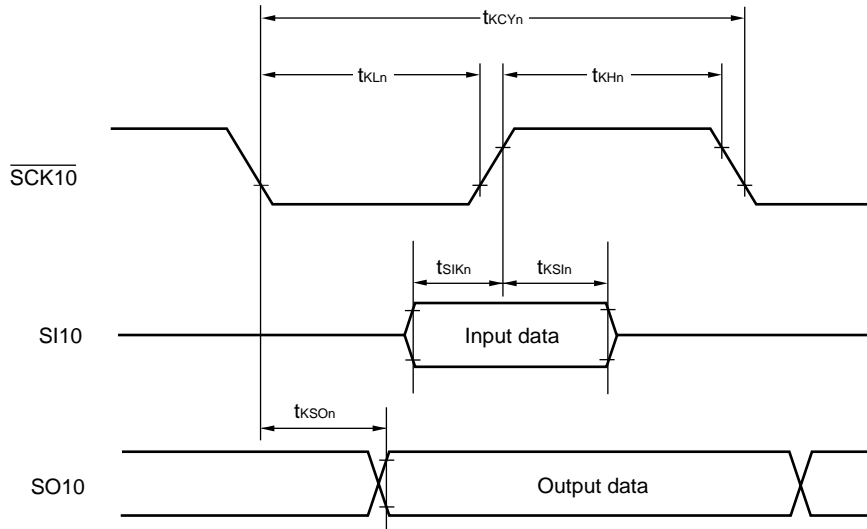 tKCYn
tKLn
tKHn
SCK10
tSIKn
tKSIn
SI10
Input data
tKSOn
SO10
Output data